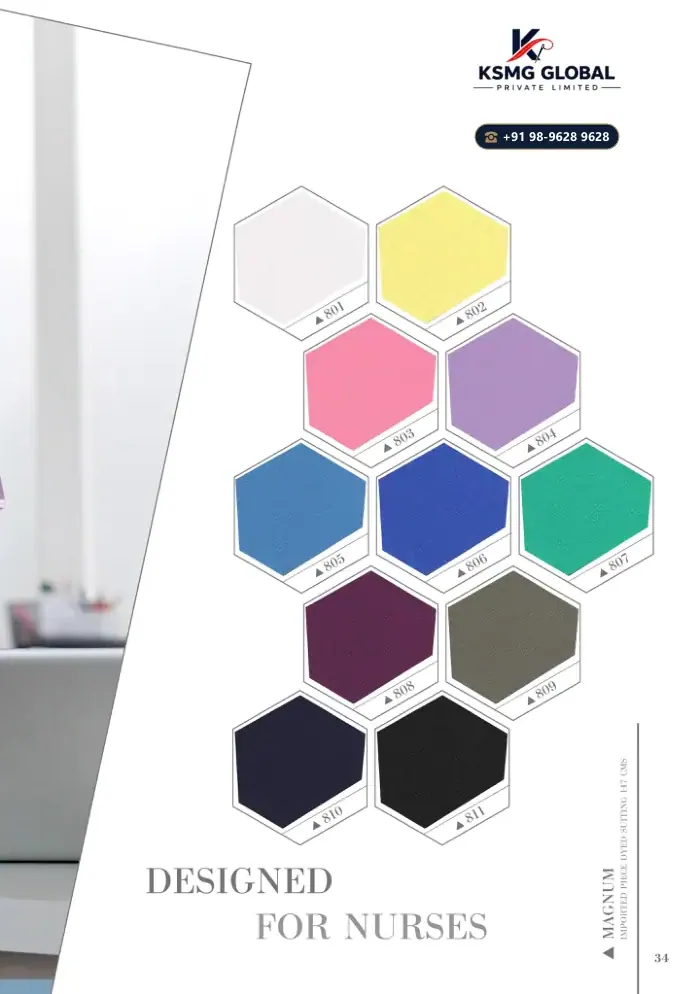 KSMG GLOBAL
PRIVATE LIMITED
+91 98-9628 9628
801
802
803
804
805
806
807
808
809
810
811
DESIGNED
FOR NURSES
MAGNUM
IMPORTED PIECE DYED SUITING 147 CMS
34